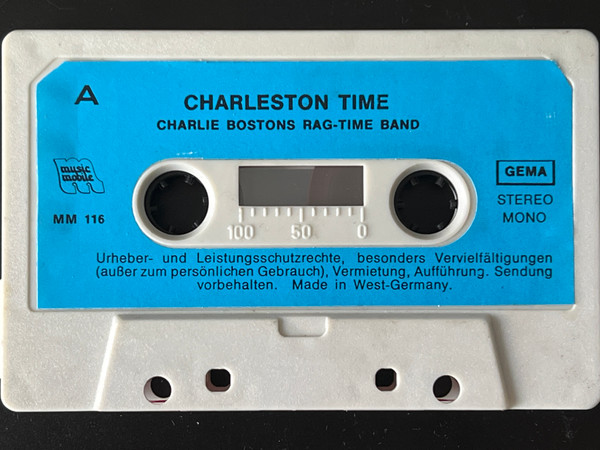 A
CHARLESTON TIME
CHARLIE BOSTONS RAG-TIME BAND
music
mobile
GEMA
MM 116
STEREO
MONO
100 50 0
Urheber- und Leistungsschutzrechte, besonders Vervielfältigungen
(außer zum persönlichen Gebrauch), Vermietung, Aufführung. Sendung
vorbehalten. Made in West-Germany.